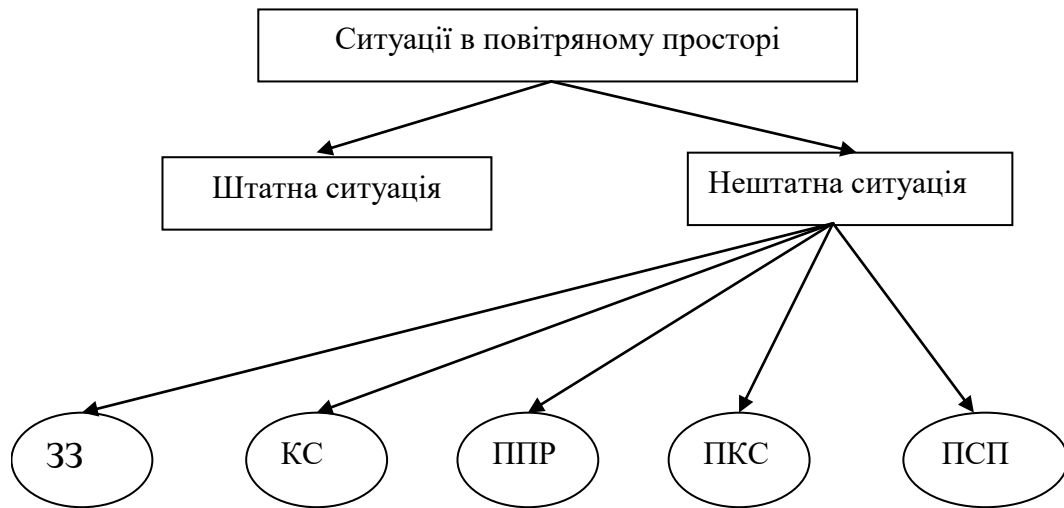 Ситуації в повітряному просторі
Штатна ситуація
Нештатна ситуація
ЗЗ
КС
ППР
ПКС
ПСП